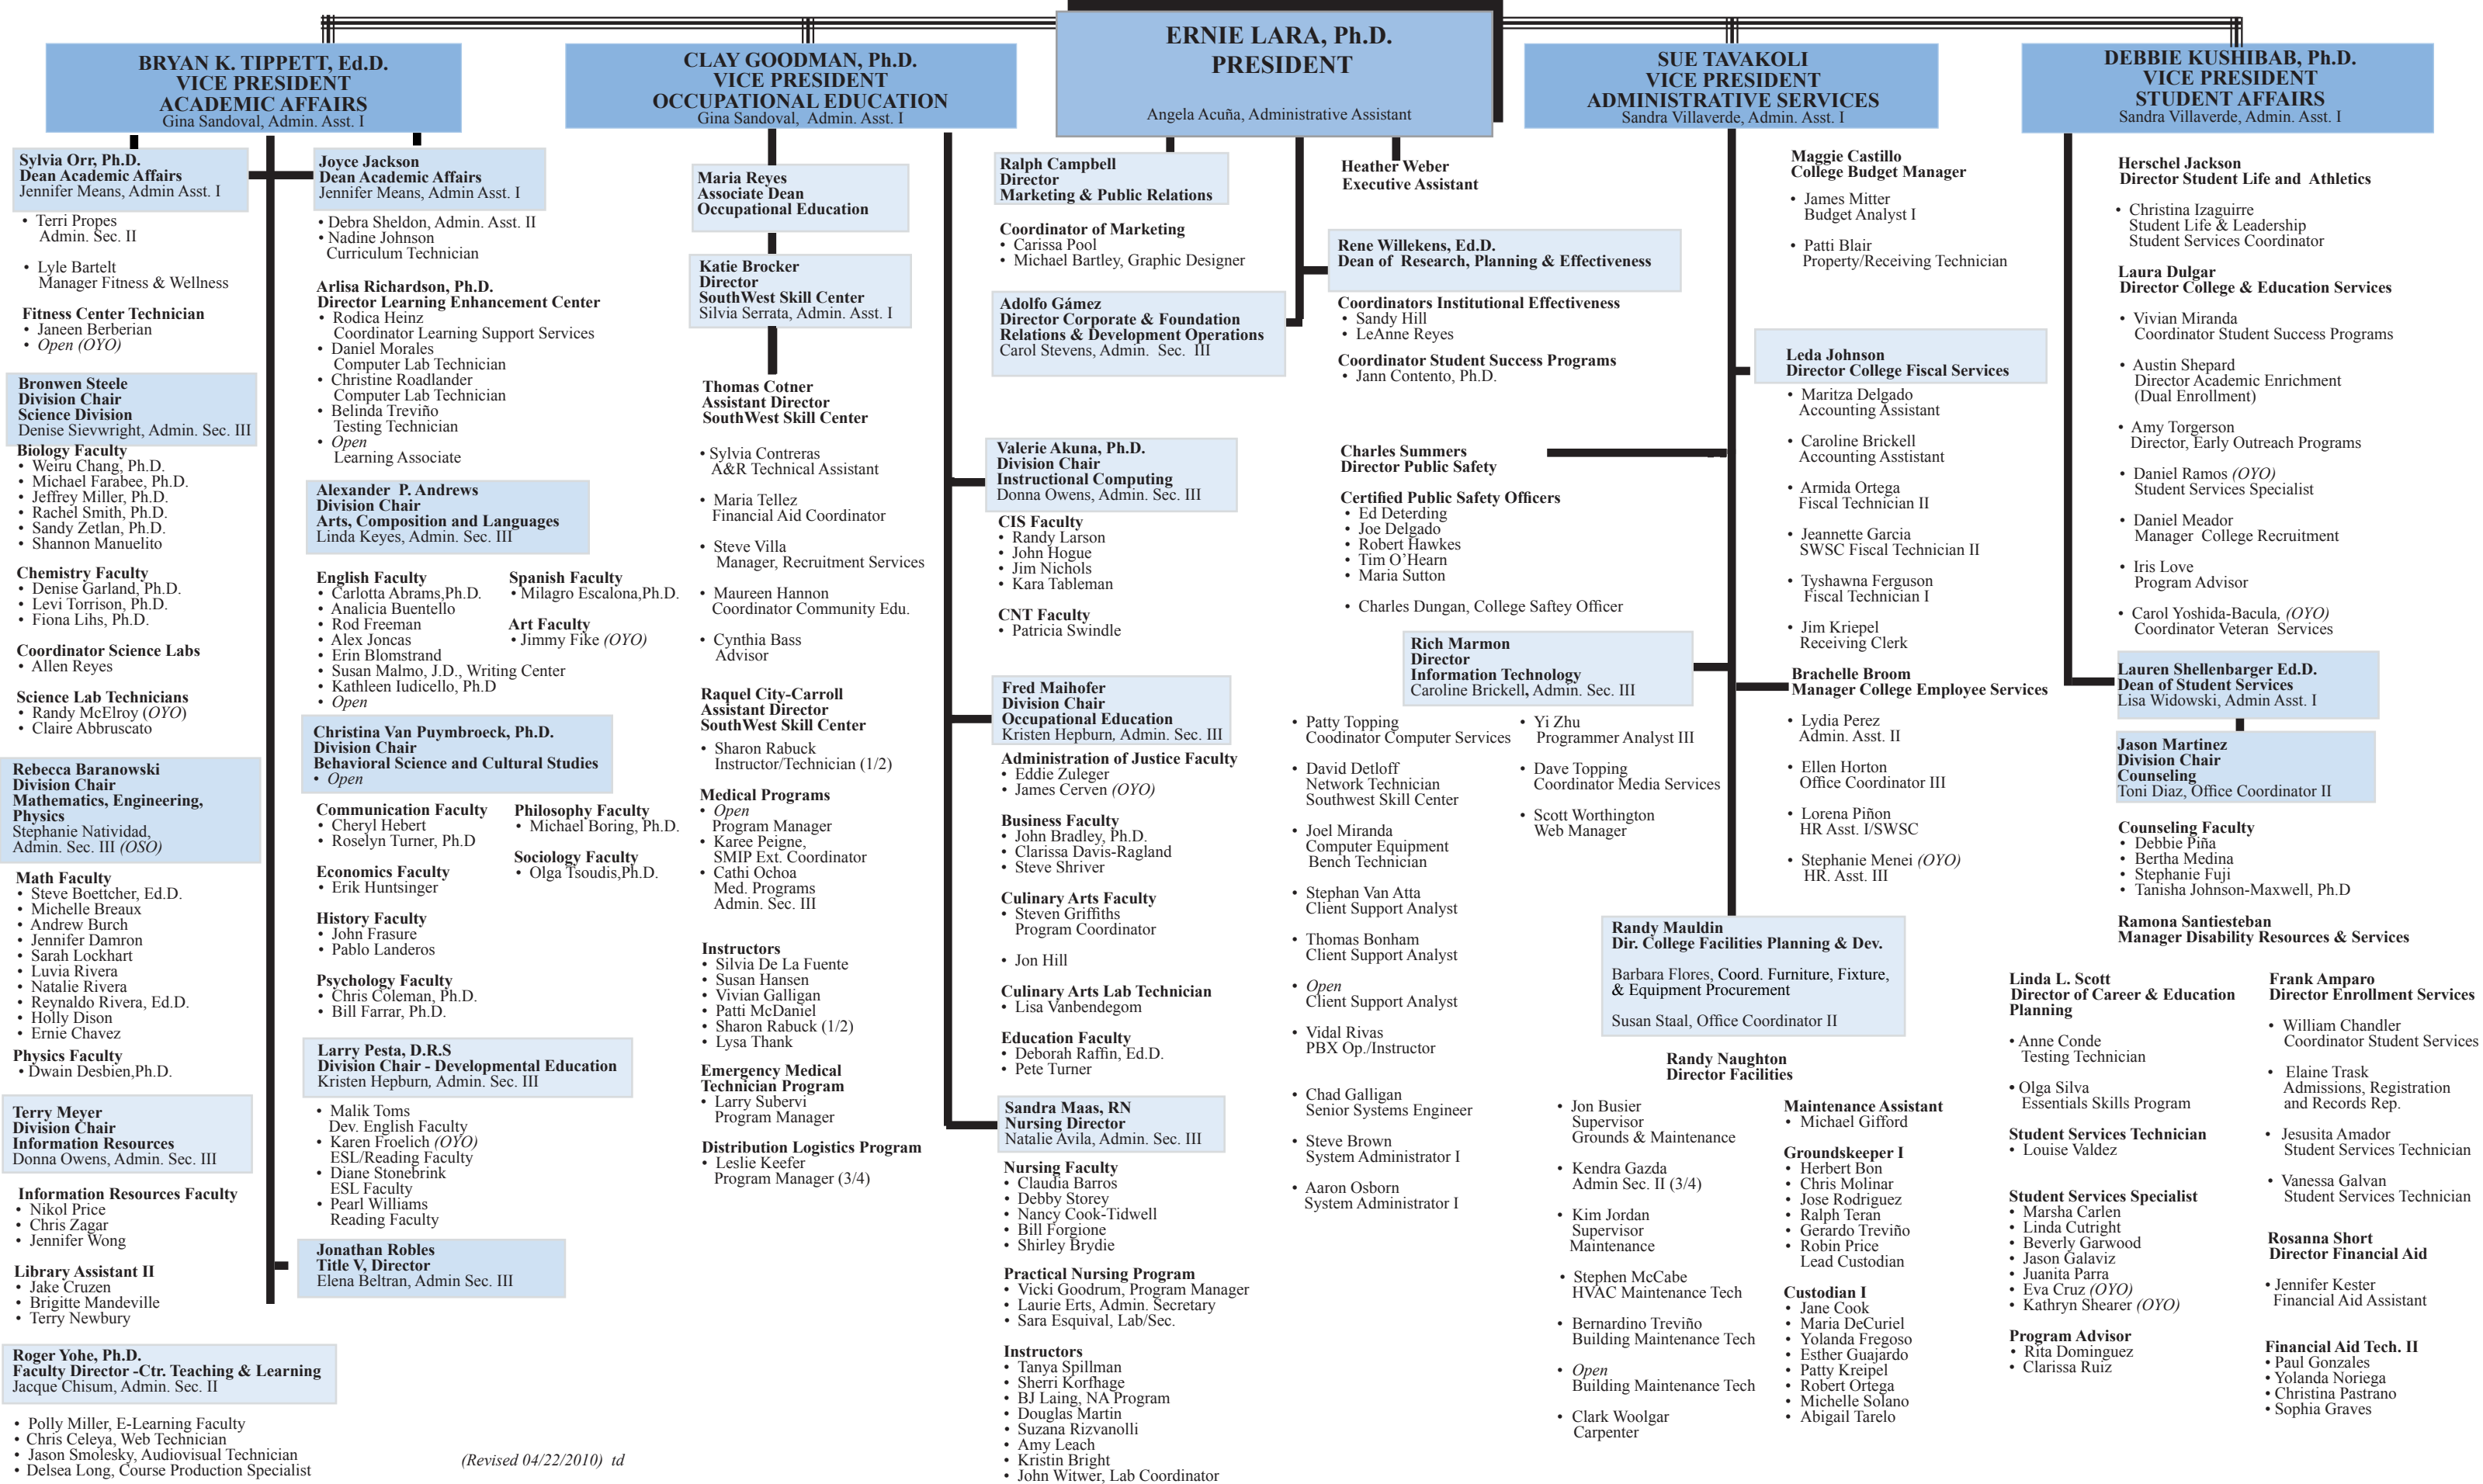 ERNIE LARA, Ph.D.
PRESIDENT
Angela Acuña, Administrative Assistant
BRYAN K. TIPPETT, Ed.D.
VICE PRESIDENT
ACADEMIC AFFAIRS
Gina Sandoval, Admin. Asst. I
CLAY GOODMAN, Ph.D.
VICE PRESIDENT
OCCUPATIONAL EDUCATION
Gina Sandoval, Admin. Asst. I
SUE TAVAKOLI
VICE PRESIDENT
ADMINISTRATIVE SERVICES
Sandra Villaverde, Admin. Asst. I
DEBBIE KUSHIBAB, Ph.D.
VICE PRESIDENT
STUDENT AFFAIRS
Sandra Villaverde, Admin. Asst. I
Sylvia Orr, Ph.D.
Dean Academic Affairs
Jennifer Means, Admin Asst. I
• Terri Propes
Admin. Sec. II
• Lyle Bartelt
Manager Fitness & Wellness
Fitness Center Technician
• Janeen Berberian
• Open (OYO)
Bronwen Steele
Division Chair
Science Division
Denise Sievwright, Admin. Sec. III
Biology Faculty
• Weiru Chang, Ph.D.
• Michael Farabee, Ph.D.
• Jeffrey Miller, Ph.D.
• Rachel Smith, Ph.D.
• Sandy Zetlan, Ph.D.
• Shannon Manuelito
Chemistry Faculty
• Denise Garland, Ph.D.
• Levi Torrison, Ph.D.
• Fiona Lihs, Ph.D.
Coordinator Science Labs
• Allen Reyes
Science Lab Technicians
• Randy McElroy (OYO)
• Claire Abbruscato
Rebecca Baranowski
Division Chair
Mathematics, Engineering,
Physics
Stephanie Natividad,
Admin. Sec. III (OSO)
Math Faculty
• Steve Boettcher, Ed.D.
• Michelle Breaux
• Andrew Burch
• Jennifer Damron
• Sarah Lockhart
• Luvia Rivera
• Natalie Rivera
• Reynaldo Rivera, Ed.D.
• Holly Dison
• Ernie Chavez
Physics Faculty
• Dwain Desbien,Ph.D.
Terry Meyer
Division Chair
Information Resources
Donna Owens, Admin. Sec. III
Information Resources Faculty
• Nikol Price
• Chris Zagar
• Jennifer Wong
Library Assistant II
• Jake Cruzen
• Brigitte Mandeville
• Terry Newbury
Roger Yohe, Ph.D.
Faculty Director -Ctr. Teaching & Learning
Jacque Chisum, Admin. Sec. II
• Polly Miller, E-Learning Faculty
• Chris Celeya, Web Technician
• Jason Smolesky, Audiovisual Technician
• Delsea Long, Course Production Specialist
Joyce Jackson
Dean Academic Affairs
Jennifer Means, Admin Asst. I
• Debra Sheldon, Admin. Asst. II
• Nadine Johnson
Curriculum Technician
Arlisa Richardson, Ph.D.
Director Learning Enhancement Center
• Rodica Heinz
Coordinator Learning Support Services
• Daniel Morales
Computer Lab Technician
• Christine Roadlander
Computer Lab Technician
• Belinda Treviño
Testing Technician
• Open
Learning Associate
Alexander P. Andrews
Division Chair
Arts, Composition and Languages
Linda Keyes, Admin. Sec. III
English Faculty
• Carlotta Abrams,Ph.D.
• Analicia Buentello
• Rod Freeman
• Alex Joncas
• Erin Blomstrand
• Susan Malmo, J.D., Writing Center
• Kathleen Iudicello, Ph.D
• Open
Spanish Faculty
• Milagro Escalona,Ph.D.
Art Faculty
• Jimmy Fike (OYO)
Christina Van Puymbroeck, Ph.D.
Division Chair
Behavioral Science and Cultural Studies
• Open
Communication Faculty
• Cheryl Hebert
• Roselyn Turner, Ph.D
Economics Faculty
• Erik Huntsinger
History Faculty
• John Frasure
• Pablo Landeros
Psychology Faculty
• Chris Coleman, Ph.D.
• Bill Farrar, Ph.D.
Philosophy Faculty
• Michael Boring, Ph.D.
Sociology Faculty
• Olga Tsoudis,Ph.D.
Larry Pesta, D.R.S
Division Chair - Developmental Education
Kristen Hepburn, Admin. Sec. III
• Malik Toms
Dev. English Faculty
• Karen Froelich (OYO)
ESL/Reading Faculty
• Diane Stonebrink
ESL Faculty
• Pearl Williams
Reading Faculty
Jonathan Robles
Title V, Director
Elena Beltran, Admin Sec. III
(Revised 04/22/2010) td
Maria Reyes
Associate Dean
Occupational Education
Katie Brocker
Director
SouthWest Skill Center
Silvia Serrata, Admin. Asst. I
Thomas Cotner
Assistant Director
SouthWest Skill Center
• Sylvia Contreras
A&R Technical Assistant
• Maria Tellez
Financial Aid Coordinator
• Steve Villa
Manager, Recruitment Services
• Maureen Hannon
Coordinator Community Edu.
• Cynthia Bass
Advisor
Raquel City-Carroll
Assistant Director
SouthWest Skill Center
• Sharon Rabuck
Instructor/Technician (1/2)
Medical Programs
• Open
Program Manager
• Karee Peigne,
SMIP Ext. Coordinator
• Cathi Ochoa
Med. Programs
Admin. Sec. III
Instructors
• Silvia De La Fuente
• Susan Hansen
• Vivian Galligan
• Patti McDaniel
• Sharon Rabuck (1/2)
• Lysa Thank
Emergency Medical
Technician Program
• Larry Subervi
Program Manager
Distribution Logistics Program
• Leslie Keefer
Program Manager (3/4)
Ralph Campbell
Director
Marketing & Public Relations
Coordinator of Marketing
• Carissa Pool
• Michael Bartley, Graphic Designer
Adolfo Gámez
Director Corporate & Foundation
Relations & Development Operations
Carol Stevens, Admin. Sec. III
Valerie Akuna, Ph.D.
Division Chair
Instructional Computing
Donna Owens, Admin. Sec. III
CIS Faculty
• Randy Larson
• John Hogue
• Jim Nichols
• Kara Tableman
CNT Faculty
• Patricia Swindle
Fred Maihofer
Division Chair
Occupational Education
Kristen Hepburn, Admin. Sec. III
Administration of Justice Faculty
• Eddie Zuleger
• James Cerven (OYO)
Business Faculty
• John Bradley, Ph.D.
• Clarissa Davis-Ragland
• Steve Shriver
Culinary Arts Faculty
• Steven Griffiths
Program Coordinator
• Jon Hill
Culinary Arts Lab Technician
• Lisa Vanbendegom
Education Faculty
• Deborah Raffin, Ed.D.
• Pete Turner
Sandra Maas, RN
Nursing Director
Natalie Avila, Admin. Sec. III
Nursing Faculty
• Claudia Barros
• Debby Storey
• Nancy Cook-Tidwell
• Bill Forgione
• Shirley Brydie
Practical Nursing Program
• Vicki Goodrum, Program Manager
• Laurie Erts, Admin. Secretary
• Sara Esquival, Lab/Sec.
Instructors
• Tanya Spillman
• Sherri Korfhage
• BJ Laing, NA Program
• Douglas Martin
• Suzana Rizvanolli
• Amy Leach
• Kristin Bright
• John Witwer, Lab Coordinator
Heather Weber
Executive Assistant
Rene Willekens, Ed.D.
Dean of Research, Planning & Effectiveness
Coordinators Institutional Effectiveness
• Sandy Hill
• LeAnne Reyes
Coordinator Student Success Programs
• Jann Contento, Ph.D.
Charles Summers
Director Public Safety
Certified Public Safety Officers
• Ed Deterding
• Joe Delgado
• Robert Hawkes
• Tim O'Hearn
• Maria Sutton
• Charles Dungan, College Saftey Officer
Rich Marmon
Director
Information Technology
Caroline Brickell, Admin. Sec. III
• Patty Topping
Coodinator Computer Services
• David Detloff
Network Technician
Southwest Skill Center
• Joel Miranda
Computer Equipment
Bench Technician
• Stephan Van Atta
Client Support Analyst
• Thomas Bonham
Client Support Analyst
• Open
Client Support Analyst
• Vidal Rivas
PBX Op./Instructor
• Chad Galligan
Senior Systems Engineer
• Steve Brown
System Administrator I
• Aaron Osborn
System Administrator I
• Yi Zhu
Programmer Analyst III
• Dave Topping
Coordinator Media Services
• Scott Worthington
Web Manager
Maggie Castillo
College Budget Manager
• James Mitter
Budget Analyst I
• Patti Blair
Property/Receiving Technician
Leda Johnson
Director College Fiscal Services
• Maritza Delgado
Accounting Assistant
• Caroline Brickell
Accounting Asstistant
• Armida Ortega
Fiscal Technician II
• Jeannette Garcia
SWSC Fiscal Technician II
• Tyshawna Ferguson
Fiscal Technician I
• Jim Kriepel
Receiving Clerk
Brachelle Broom
Manager College Employee Services
• Lydia Perez
Admin. Asst. II
• Ellen Horton
Office Coordinator III
• Lorena Piñon
HR Asst. I/SWSC
• Stephanie Menei (OYO)
HR. Asst. III
Randy Mauldin
Dir. College Facilities Planning & Dev.
Barbara Flores, Coord. Furniture, Fixture,
& Equipment Procurement
Susan Staal, Office Coordinator II
Randy Naughton
Director Facilities
• Jon Busier
Supervisor
Grounds & Maintenance
• Kendra Gazda
Admin Sec. II (3/4)
• Kim Jordan
Supervisor
Maintenance
• Stephen McCabe
HVAC Maintenance Tech
• Bernardino Treviño
Building Maintenance Tech
• Open
Building Maintenance Tech
• Clark Woolgar
Carpenter
Maintenance Assistant
• Michael Gifford
Groundskeeper I
• Herbert Bon
• Chris Molinar
• Jose Rodriguez
• Ralph Teran
• Gerardo Treviño
• Robin Price
Lead Custodian
Custodian I
• Jane Cook
• Maria DeCuriel
• Yolanda Fregoso
• Esther Guajardo
• Patty Kreipel
• Robert Ortega
• Michelle Solano
• Abigail Tarelo
Herschel Jackson
Director Student Life and Athletics
• Christina Izaguirre
Student Life & Leadership
Student Services Coordinator
Laura Dulgar
Director College & Education Services
• Vivian Miranda
Coordinator Student Success Programs
• Austin Shepard
Director Academic Enrichment
(Dual Enrollment)
• Amy Torgerson
Director, Early Outreach Programs
• Daniel Ramos (OYO)
Student Services Specialist
• Daniel Meador
Manager College Recruitment
• Iris Love
Program Advisor
• Carol Yoshida-Bacula, (OYO)
Coordinator Veteran Services
Lauren Shellenbarger Ed.D.
Dean of Student Services
Lisa Widowski, Admin Asst. I
Jason Martinez
Division Chair
Counseling
Toni Diaz, Office Coordinator II
Counseling Faculty
• Debbie Piña
• Bertha Medina
• Stephanie Fuji
• Tanisha Johnson-Maxwell, Ph.D
Ramona Santiesteban
Manager Disability Resources & Services
Linda L. Scott
Director of Career & Education
Planning
• Anne Conde
Testing Technician
• Olga Silva
Essentials Skills Program
Student Services Technician
• Louise Valdez
Student Services Specialist
• Marsha Carlen
• Linda Cutright
• Beverly Garwood
• Jason Galaviz
• Juanita Parra
• Eva Cruz (OYO)
• Kathryn Shearer (OYO)
Program Advisor
• Rita Dominguez
• Clarissa Ruiz
Frank Amparo
Director Enrollment Services
• William Chandler
Coordinator Student Services
• Elaine Trask
Admissions, Registration
and Records Rep.
• Jesusita Amador
Student Services Technician
• Vanessa Galvan
Student Services Technician
Rosanna Short
Director Financial Aid
• Jennifer Kester
Financial Aid Assistant
Financial Aid Tech. II
• Paul Gonzales
• Yolanda Noriega
• Christina Pastrano
• Sophia Graves